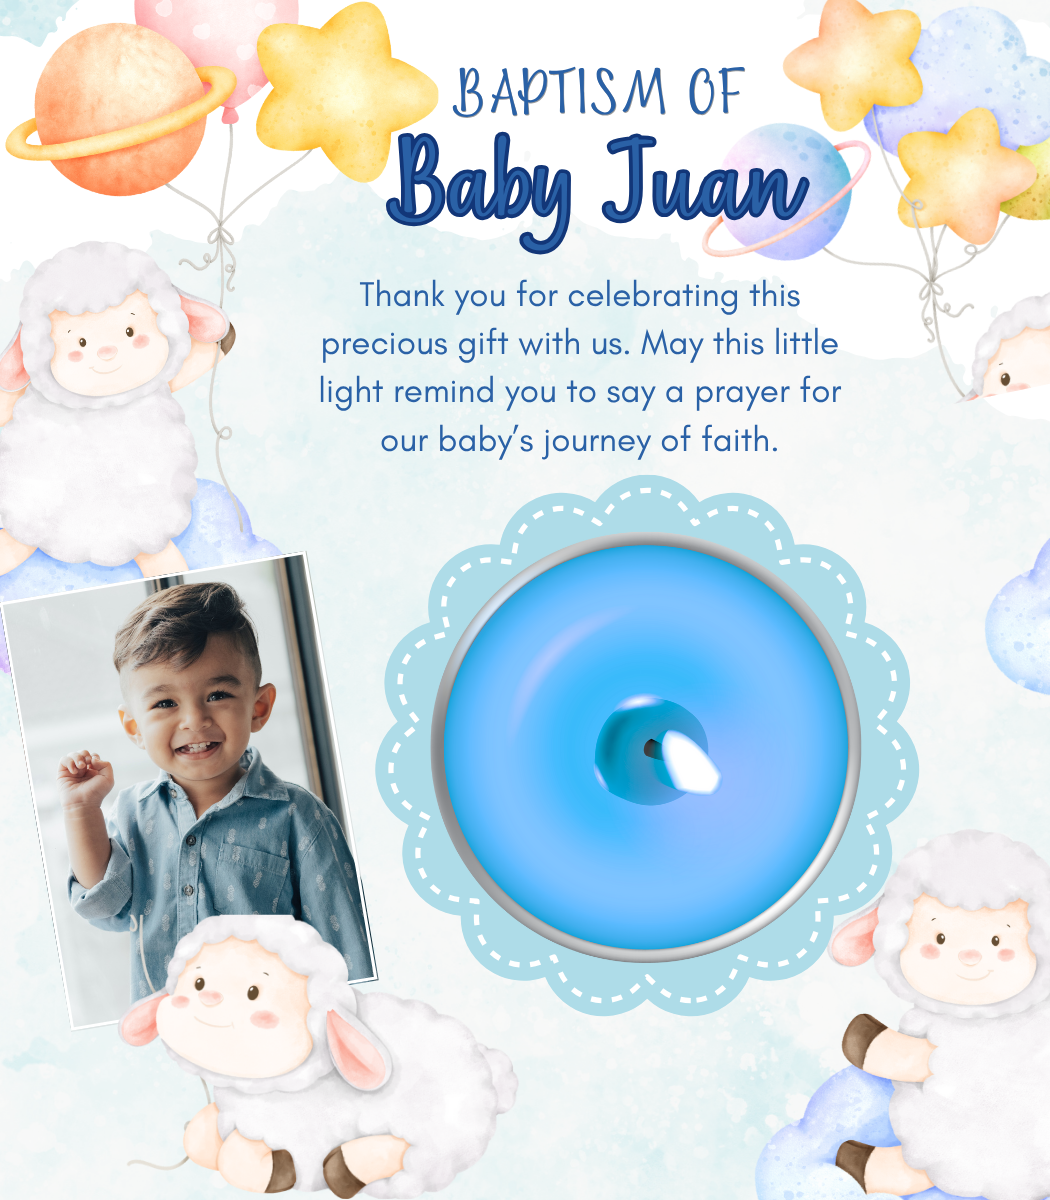 BAPTISM OF
Baby Juan
Thank you for celebrating this
precious gift with us. May this little
light remind you to say a prayer for
our baby's journey of faith.